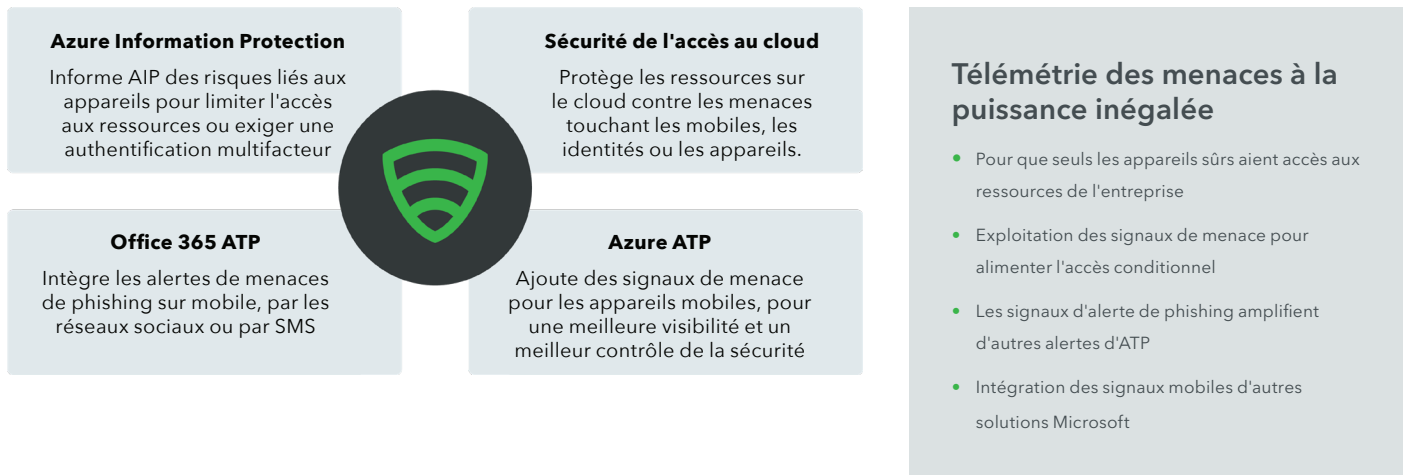 Azure Information Protection
Informe AIP des risques liés aux
appareils pour limiter l'accès
aux ressources ou exiger une
authentification multifacteur
Sécurité de l'accès au cloud
Protège les ressources sur
le cloud contre les menaces
touchant les mobiles, les
identités ou les appareils.
Office 365 ATP
Intègre les alertes de menaces
de phishing sur mobile, par les
réseaux sociaux ou par SMS
Azure ATP
Ajoute des signaux de menace
pour les appareils mobiles, pour
une meilleure visibilité et un
meilleur contrôle de la sécurité
Télémétrie des menaces à la
puissance inégalée
• Pour que seuls les appareils sûrs aient accès aux
ressources de l'entreprise
• Exploitation des signaux de menace pour
alimenter l'accès conditionnel
• Les signaux d'alerte de phishing amplifient
d'autres alertes d'ATP
• Intégration des signaux mobiles d'autres
solutions Microsoft